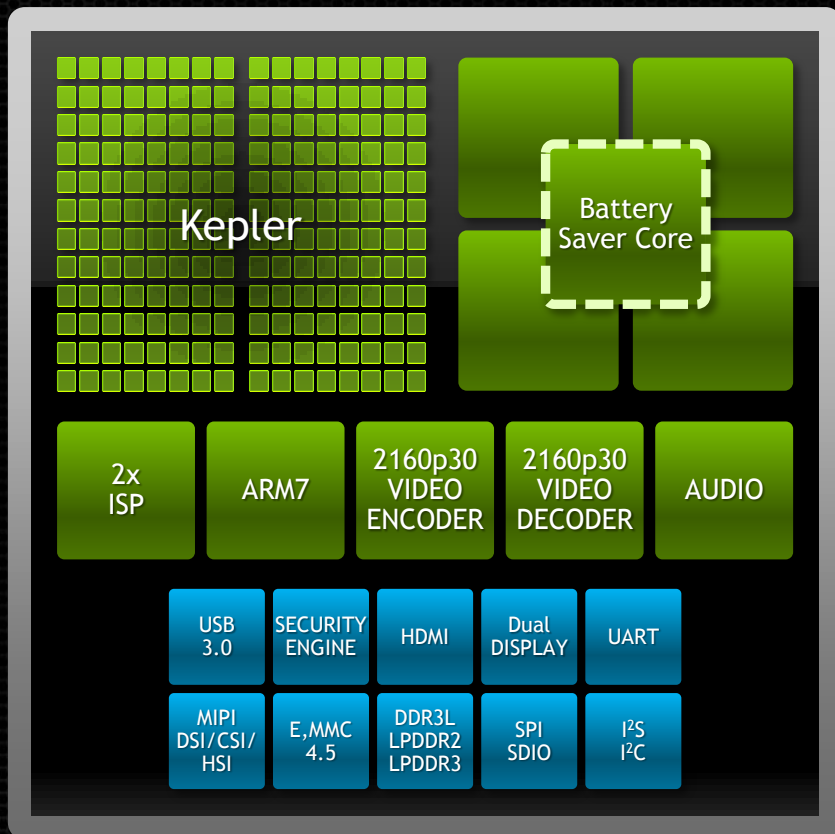 Kepler
Battery
Saver Core
2x
ISP
ARM7
2160p30
VIDEO
ENCODER
2160p30
VIDEO
DECODER
AUDIO
USB
3.0
SECURITY
ENGINE
HDMI
Dual
DISPLAY
UART
MIPI
DSI/CSI/
HSI
E,MMC
4.5
DDR3L
LPDDR2
LPDDR3
SPI
SDIO
I²S
I²C